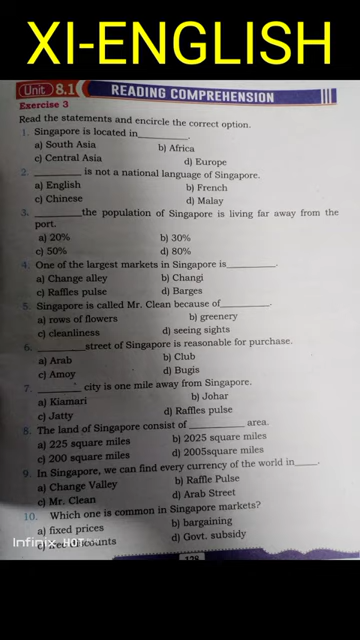 XI-ENGLISH
Unit 8.1 READING COMPREHENSION
Exercise 3
Read the statements and encircle the correct option.
1. Singapore is located in__________.
a) South Asia b) Africa
c) Central Asia d) Europe
2. __________ is not a national language of Singapore.
a) English b) French
c) Chinese d) Malay
3. __________the population of Singapore is living far away from the
port.
a) 20% b) 30%
c) 50% d) 80%
4. One of the largest markets in Singapore is__________.
a) Change alley b) Changi
c) Raffles pulse d) Barges
5. Singapore is called Mr. Clean because of__________.
a) rows of flowers b) greenery
c) cleanliness d) seeing sights
6. __________street of Singapore is reasonable for purchase.
a) Arab b) Club
c) Amoy d) Bugis
7. __________ city is one mile away from Singapore.
a) Kiamari b) Johar
c) Jatty d) Raffles pulse
8. The land of Singapore consist of __________ area.
a) 225 square miles b) 2025 square miles
c) 200 square miles d) 2005square miles
9. In Singapore, we can find every currency of the world in_____.
a) Change Valley b) Raffle Pulse
c) Mr. Clean d) Arab Street
10. Which one is common in Singapore markets?
a) fixed prices b) bargaining
c) discounts d) Govt. subsidy
Infinix HOT
128